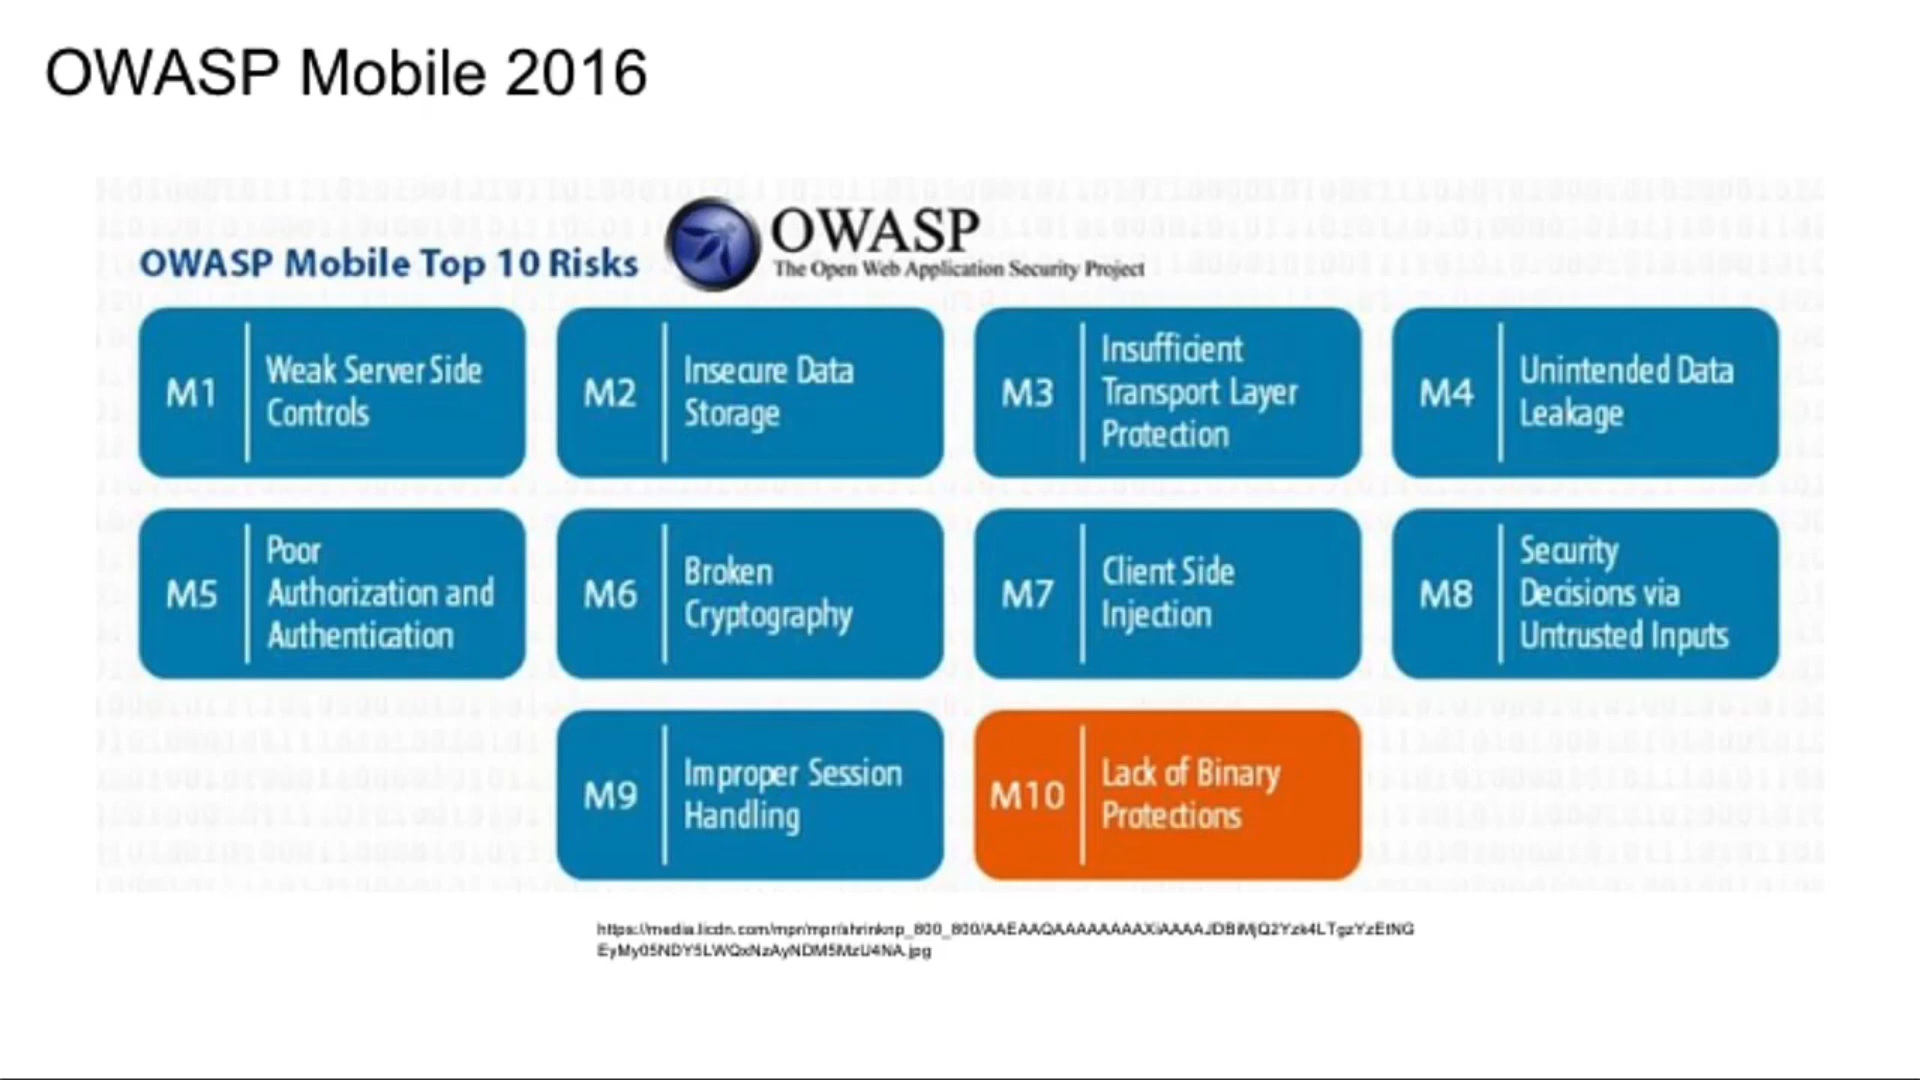 OWASP Mobile 2016
OWASP Mobile Top 10 Risks
OWASP
The Open Web Application Security Project
M1
Weak Server Side
Controls
M2
Insecure Data
Storage
M3
Insufficient
Transport Layer
Protection
M4
Unintended Data
Leakage
M5
Poor
Authorization and
Authentication
M6
Broken
Cryptography
M7
Client Side
Injection
M8
Security
Decisions via
Untrusted Inputs
M9
Improper Session
Handling
M10
Lack of Binary
Protections